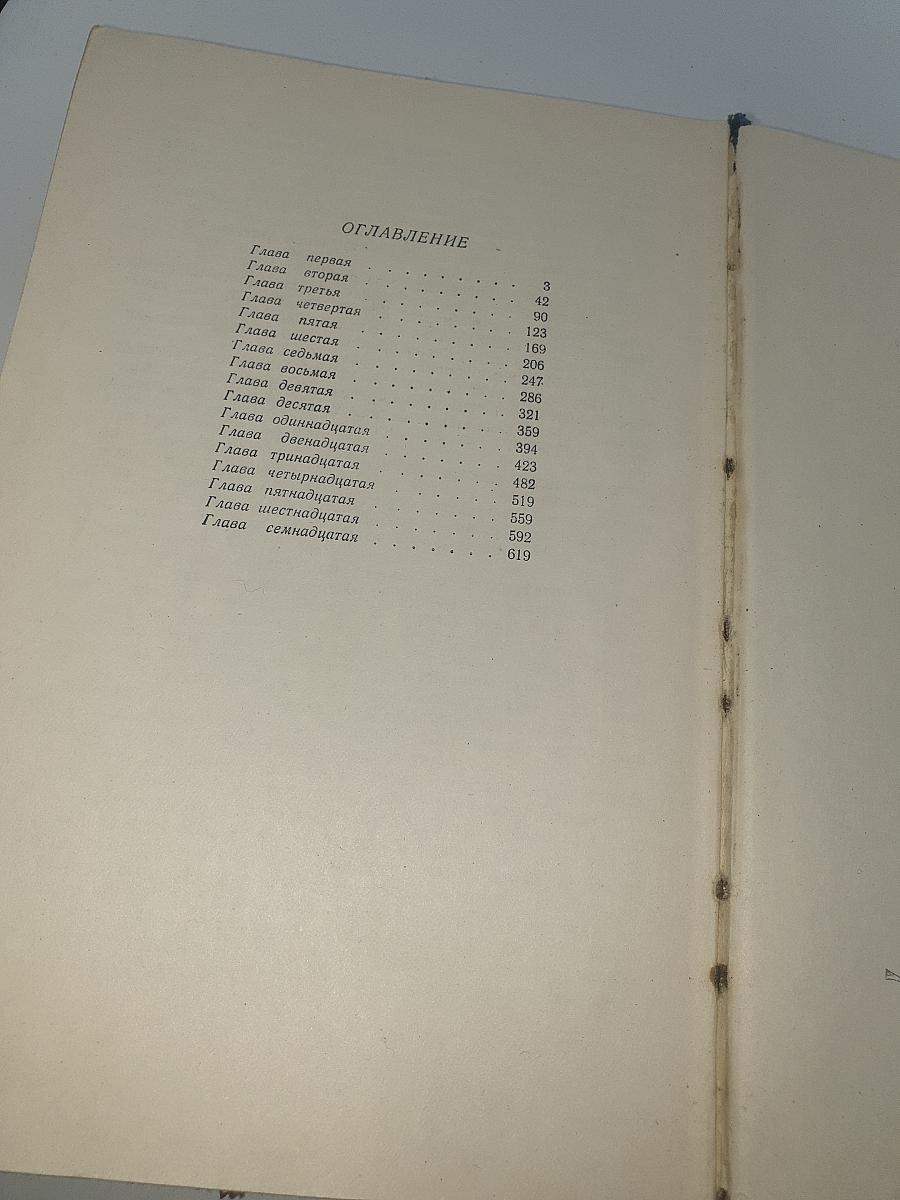 ОГЛАВЛЕНИЕ
Глава первая . . . . . . . . 3
Глава вторая . . . . . . . . 42
Глава третья . . . . . . . . 90
Глава четвертая . . . . . . . 123
Глава пятая . . . . . . . . 169
Глава шестая . . . . . . . . 206
Глава седьмая . . . . . . . . 247
Глава восьмая . . . . . . . . 286
Глава девятая . . . . . . . . 321
Глава десятая . . . . . . . . 359
Глава одиннадцатая . . . . . . 394
Глава двенадцатая . . . . . . 423
Глава тринадцатая . . . . . . 482
Глава четырнадцатая . . . . . 519
Глава пятнадцатая . . . . . . 559
Глава шестнадцатая . . . . . . 592
Глава семнадцатая . . . . . . 619